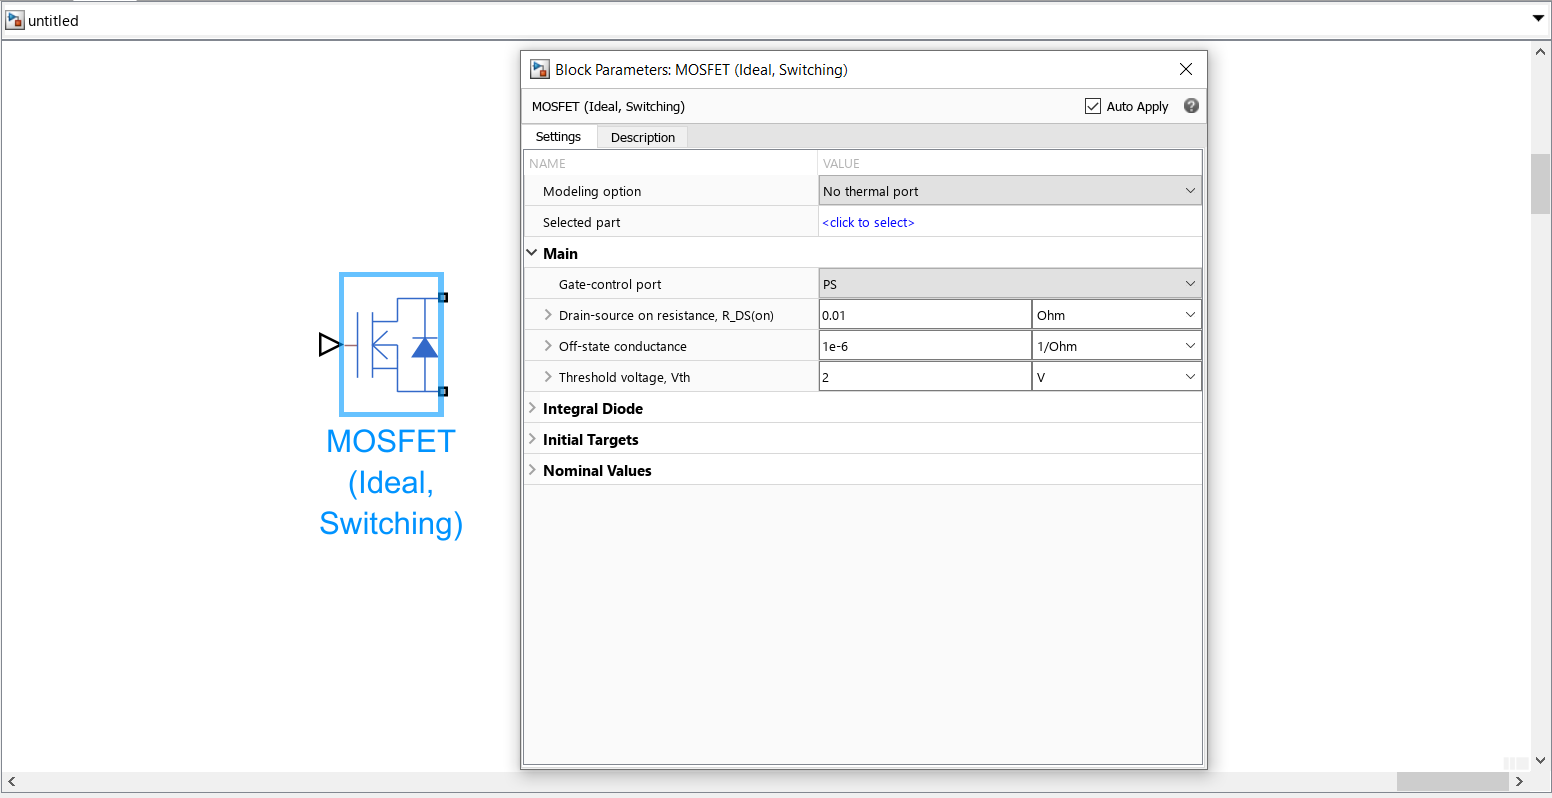 untitled
Block Parameters: MOSFET (Ideal, Switching)
MOSFET (Ideal, Switching)
Auto Apply
Settings
Description
NAME
VALUE
Modeling option
No thermal port
Selected part
<click to select>
Main
Gate-control port
PS
Drain-source on resistance, R_DS(on)
0.01
Ohm
Off-state conductance
1e-6
1/Ohm
Threshold voltage, Vth
2
V
Integral Diode
Initial Targets
Nominal Values
MOSFET
(Ideal,
Switching)